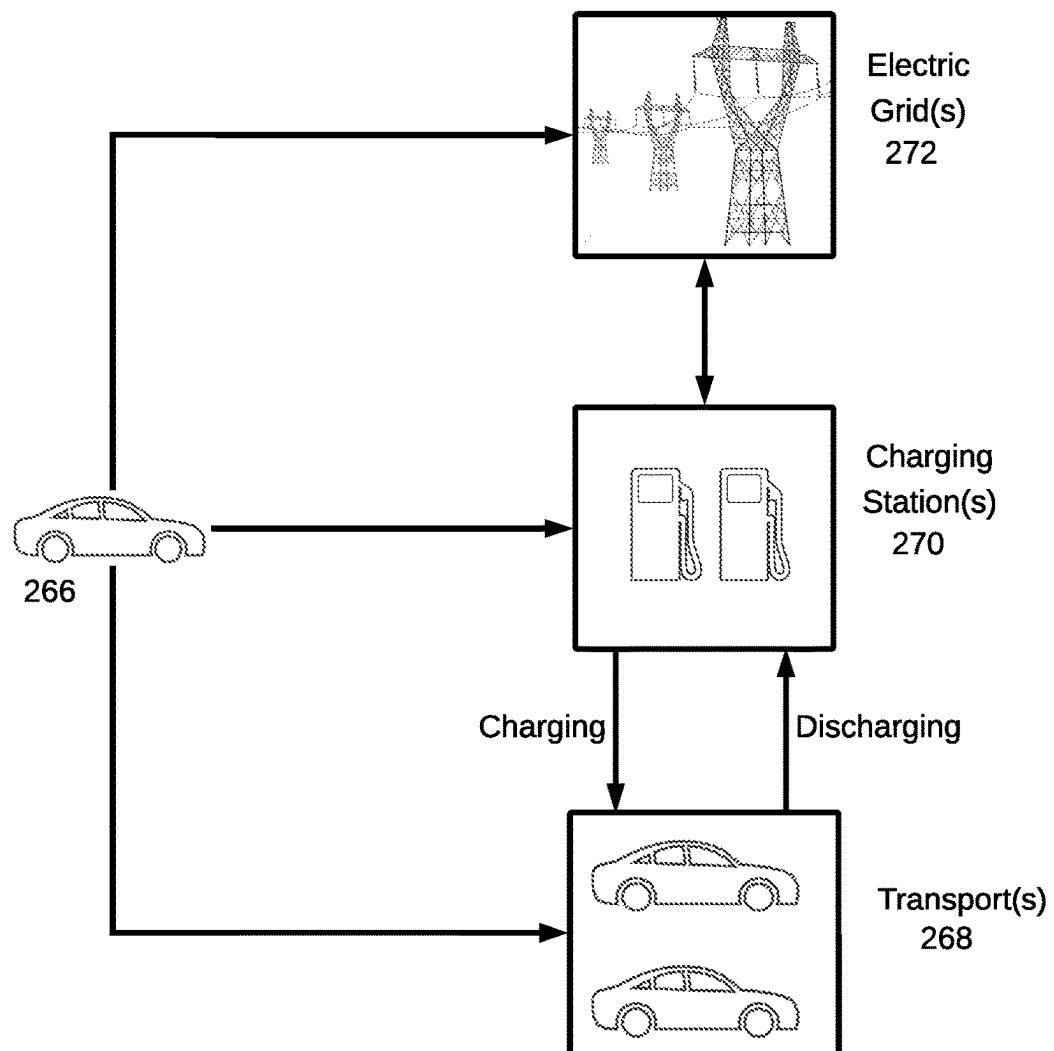 Electric
Grid(s)
272
Charging
Station(s)
270
266
Charging
Discharging
Transport(s)
268